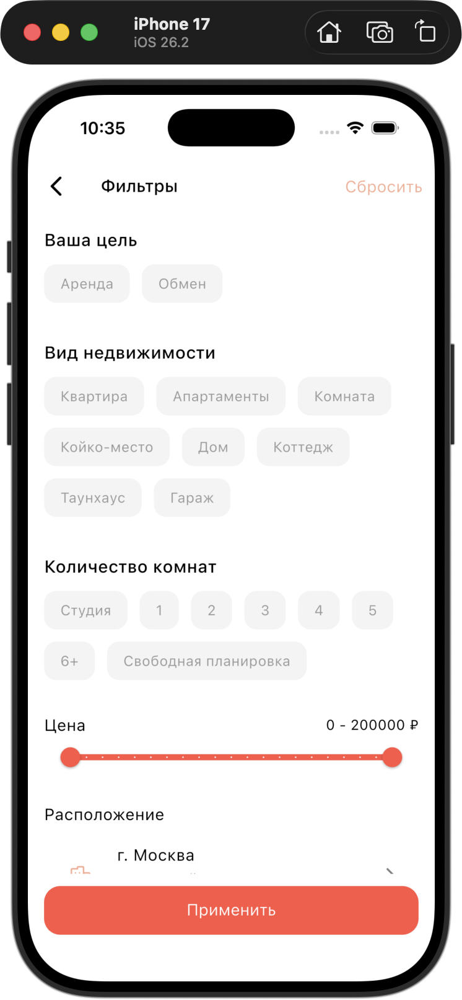 iPhone 17
iOS 26.2
10:35
Фильтры Сбросить
Ваша цель
Аренда Обмен
Вид недвижимости
Квартира Апартаменты Комната
Койко-место Дом Коттедж
Таунхаус Гараж
Количество комнат
Студия 1 2 3 4 5
6+ Свободная планировка
Цена 0 - 200000 ₽
Расположение
г. Москва
Применить